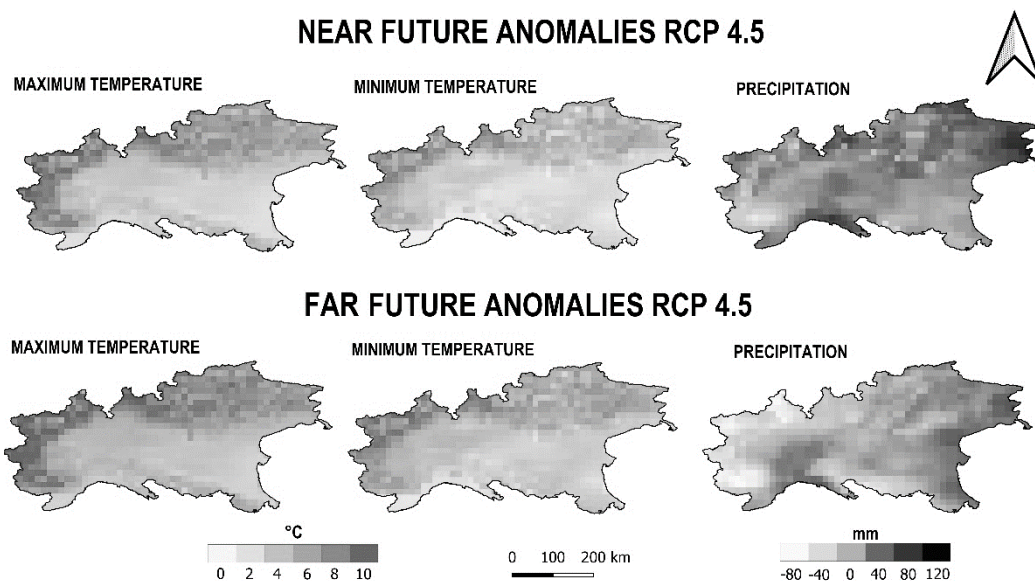 NEAR FUTURE ANOMALIES RCP 4.5
MAXIMUM TEMPERATURE
MINIMUM TEMPERATURE
PRECIPITATION
FAR FUTURE ANOMALIES RCP 4.5
MAXIMUM TEMPERATURE
MINIMUM TEMPERATURE
PRECIPITATION
°C
0 2 4 6 8 10
0 100 200 km
mm
-80 -40 0 40 80 120